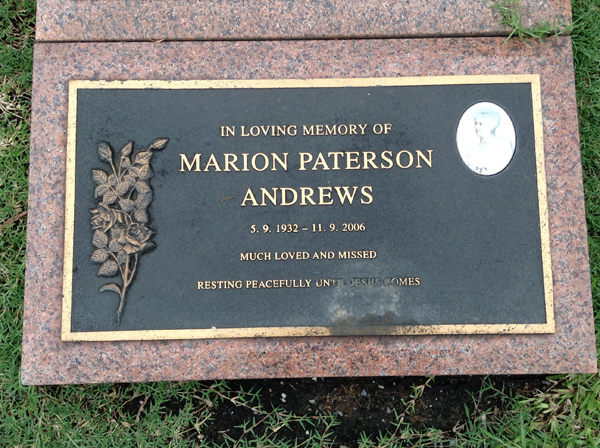 IN LOVING MEMORY OF
MARION PATERSON
ANDREWS
5. 9. 1932 – 11. 9. 2006
MUCH LOVED AND MISSED
RESTING PEACEFULLY UNTIL JESUS COMES